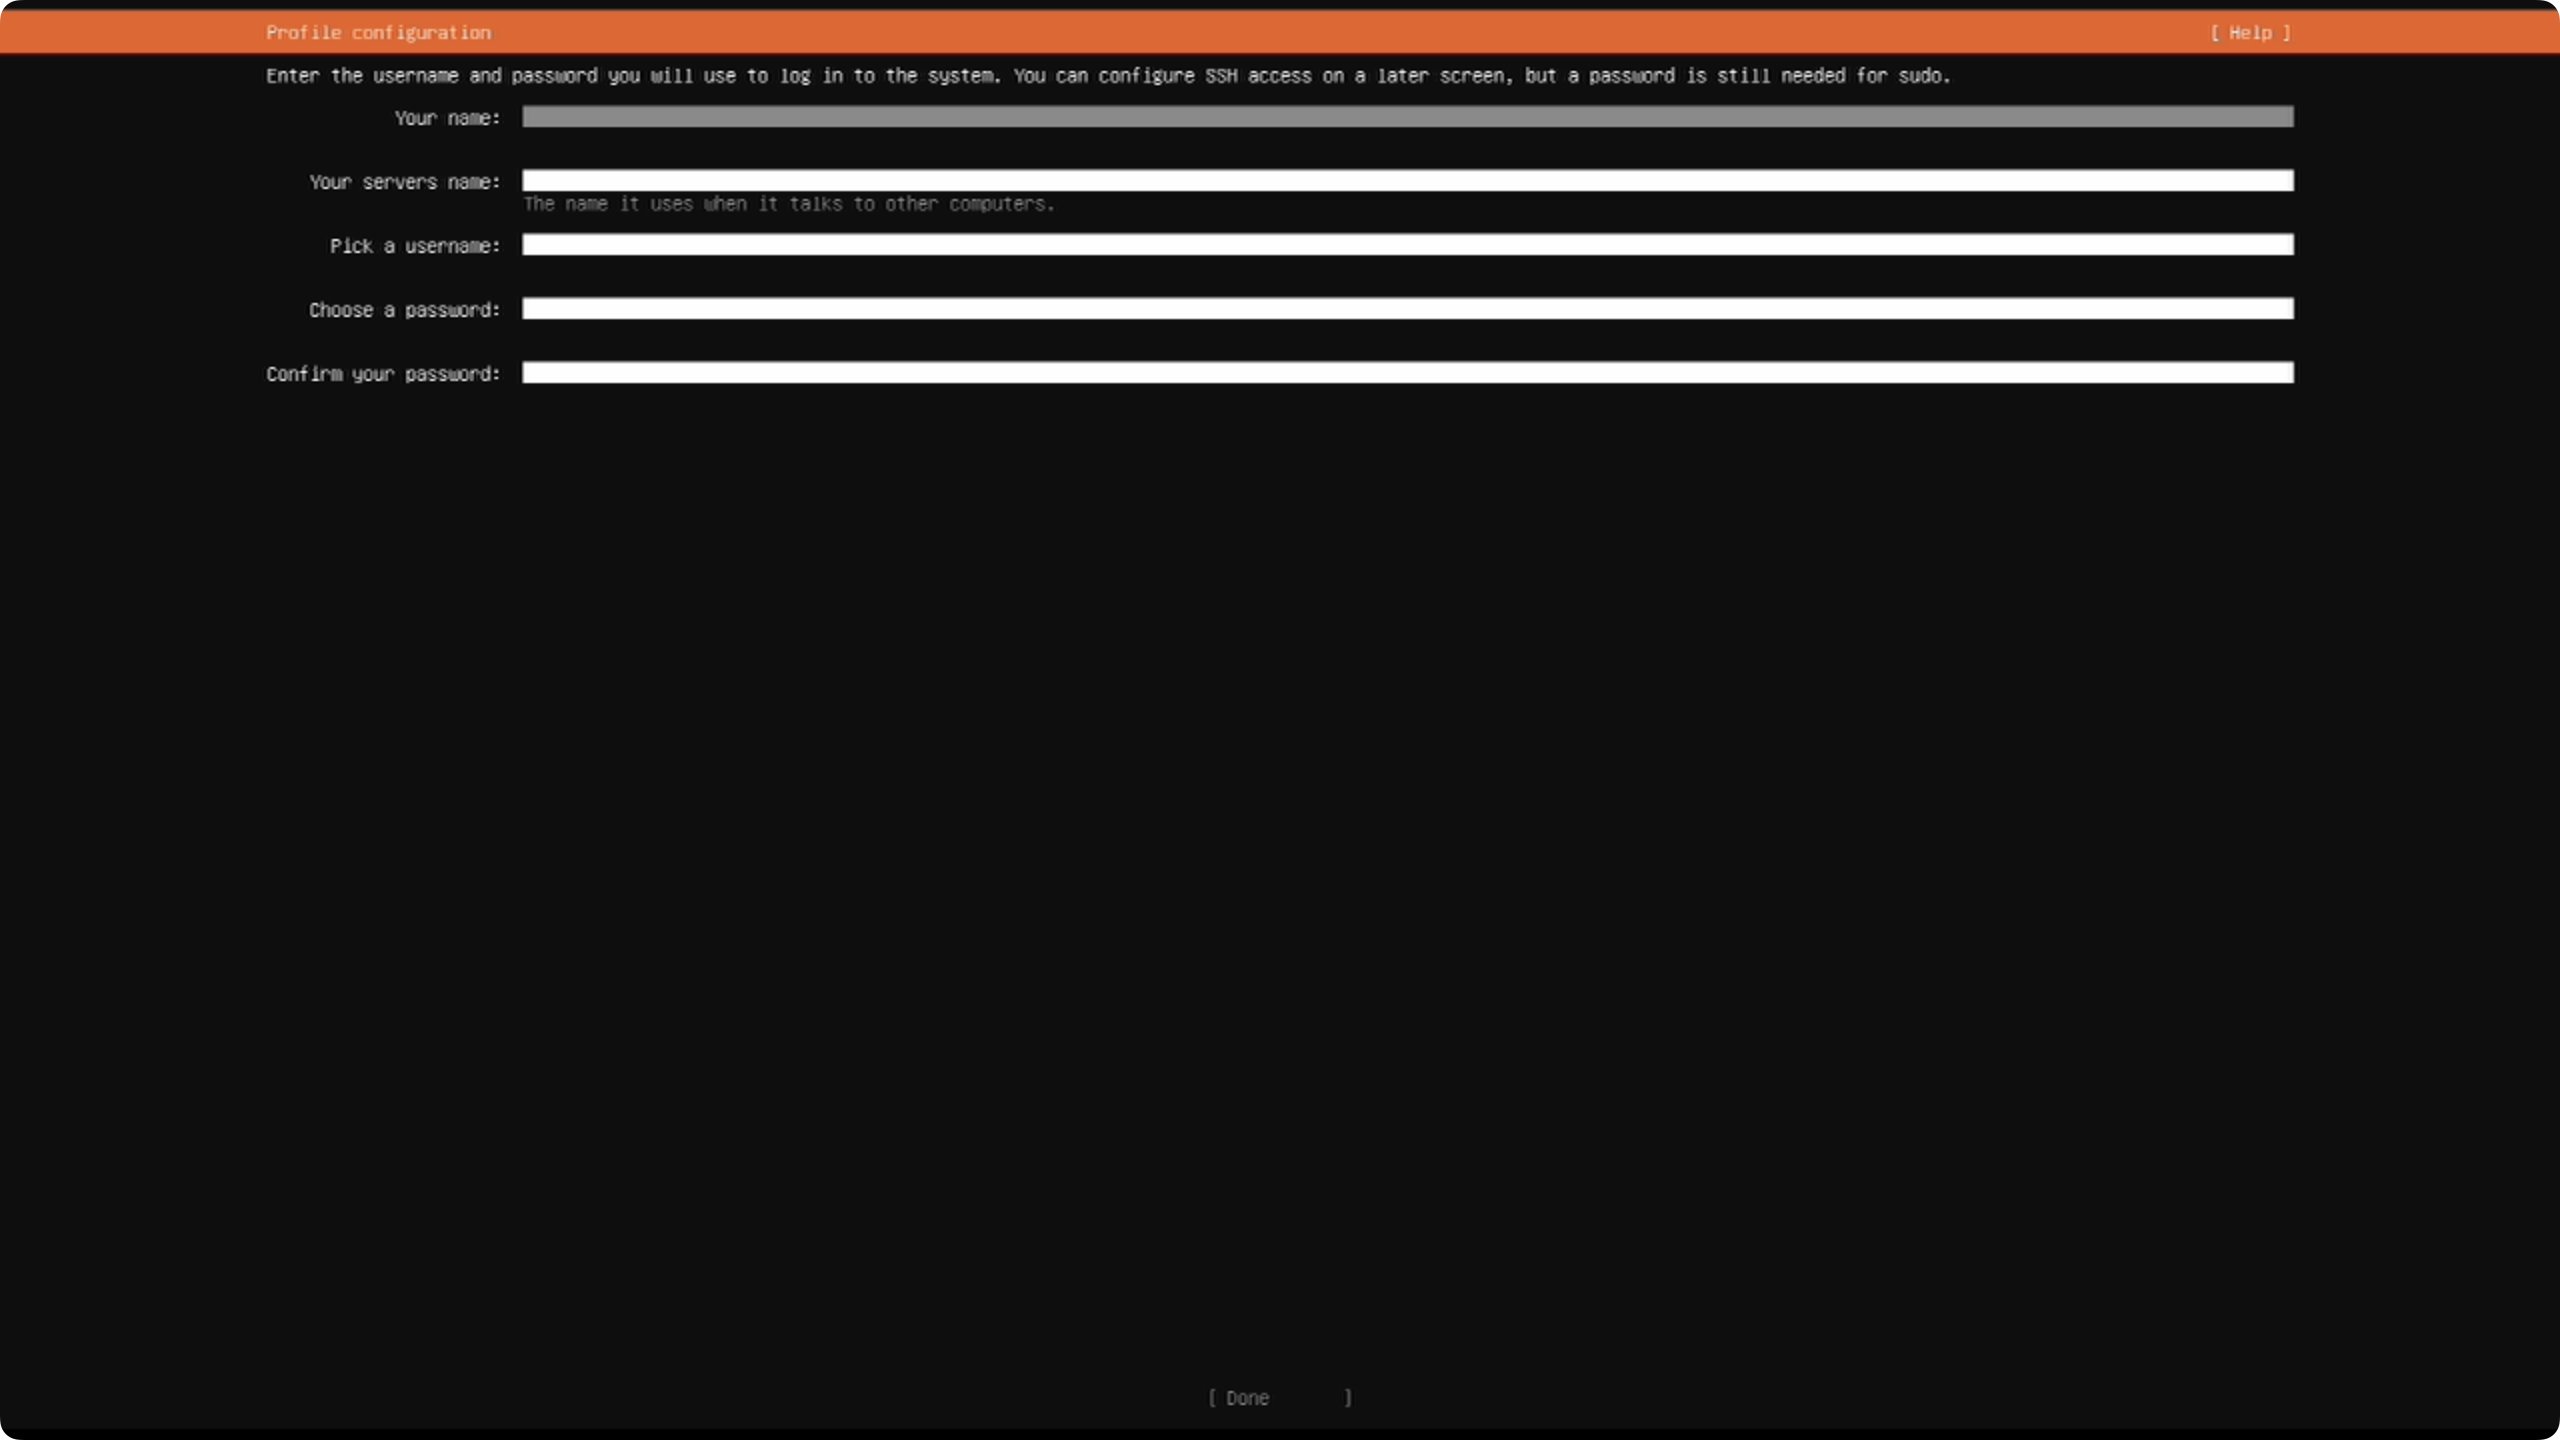 Profile configuration [ Help ]
Enter the username and password you will use to log in to the system. You can configure SSH access on a later screen, but a password is still needed for sudo.
Your name:
Your servers name:
The name it uses when it talks to other computers.
Pick a username:
Choose a password:
Confirm your password:
[ Done ]